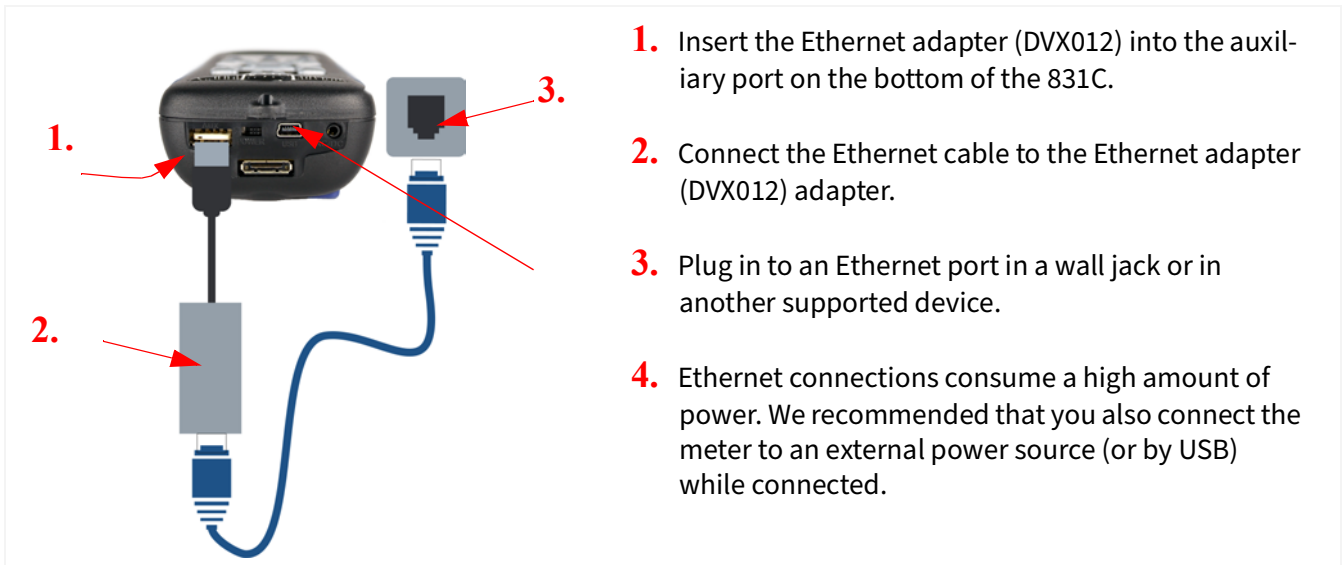 1.
2.
3.
1. Insert the Ethernet adapter (DVX012) into the auxil-
iary port on the bottom of the 831C.
2. Connect the Ethernet cable to the Ethernet adapter
(DVX012) adapter.
3. Plug in to an Ethernet port in a wall jack or in
another supported device.
4. Ethernet connections consume a high amount of
power. We recommended that you also connect the
meter to an external power source (or by USB)
while connected.